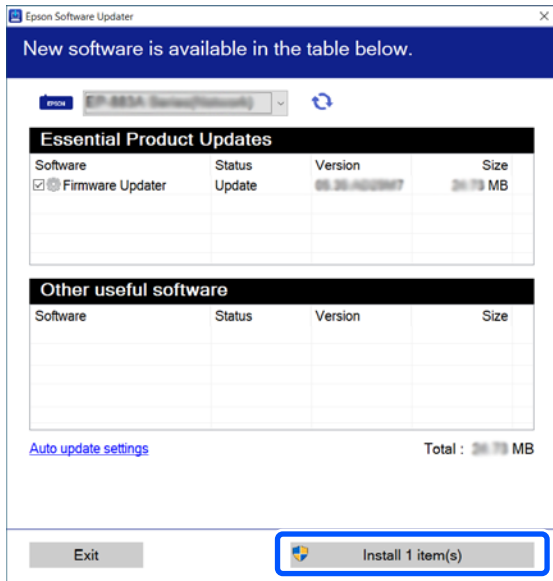 Epson Software Updater
New software is available in the table below.
EPSON
Essential Product Updates
Software Status Version Size
Firmware Updater Update MB
Other useful software
Software Status Version Size
Auto update settings Total : MB
Exit Install 1 item(s)